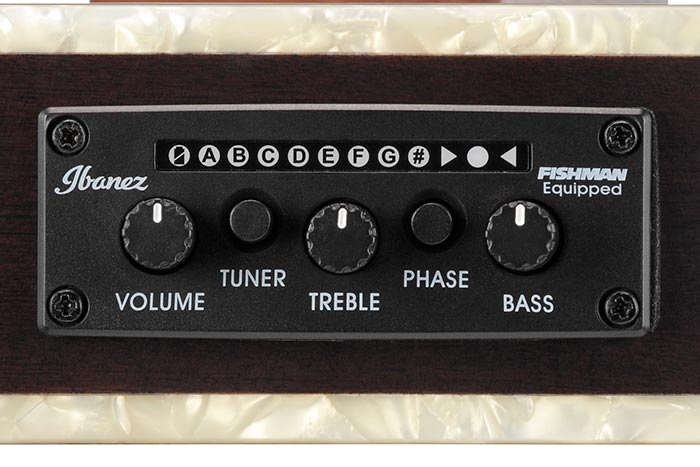 A B C D E F G #
Ibanez
FISHMAN
Equipped
VOLUME
TUNER
TREBLE
PHASE
BASS